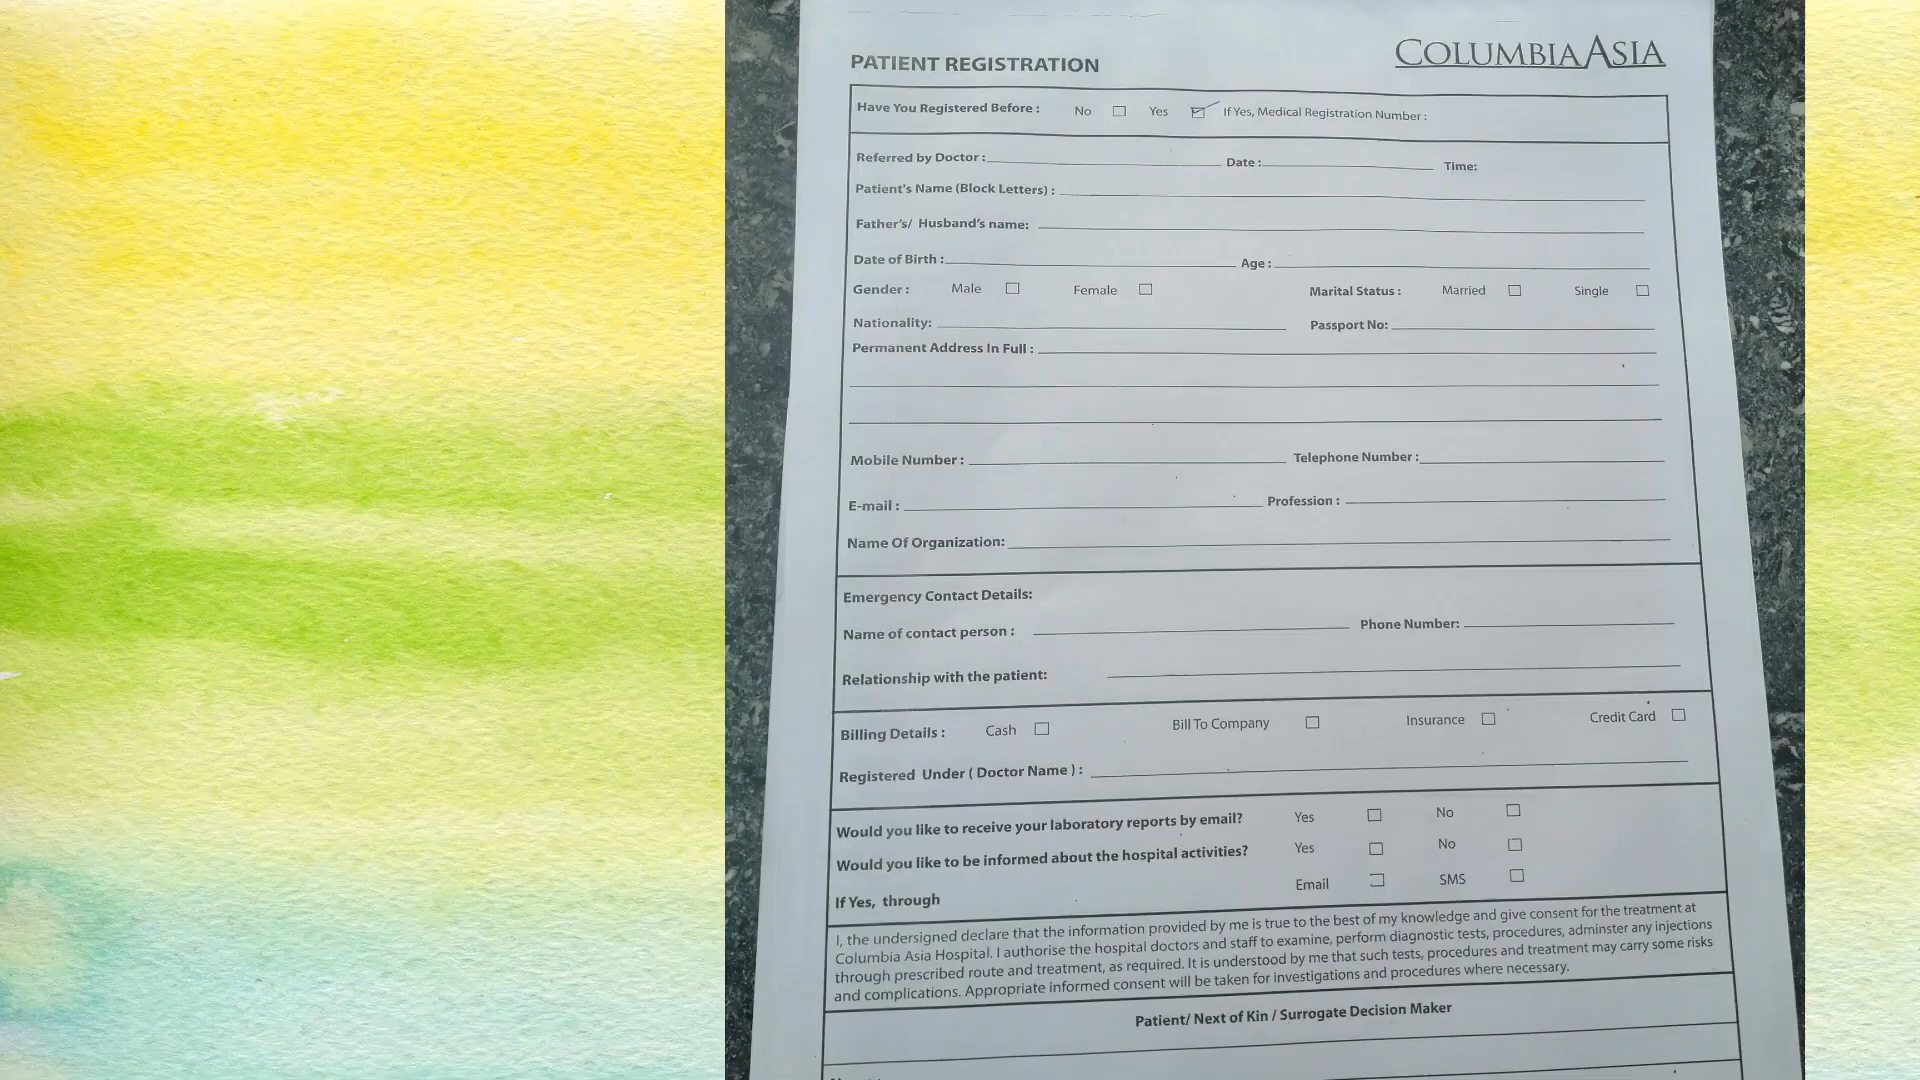 PATIENT REGISTRATION
COLUMBIAASIA
Have You Registered Before : No Yes If Yes, Medical Registration Number :
Referred by Doctor : Date : Time:
Patient's Name (Block Letters) :
Father's/ Husband's name:
Date of Birth : Age :
Gender : Male Female Marital Status : Married Single
Nationality: Passport No:
Permanent Address In Full :
Mobile Number : Telephone Number :
E-mail : Profession :
Name Of Organization:
Emergency Contact Details:
Name of contact person : Phone Number:
Relationship with the patient:
Billing Details : Cash Bill To Company Insurance Credit Card
Registered Under ( Doctor Name ) :
Would you like to receive your laboratory reports by email? Yes No
Would you like to be informed about the hospital activities? Yes No
If Yes, through Email SMS
I, the undersigned declare that the information provided by me is true to the best of my knowledge and give consent for the treatment at
Columbia Asia Hospital. I authorise the hospital doctors and staff to examine, perform diagnostic tests, procedures, adminster any injections
through prescribed route and treatment, as required. It is understood by me that such tests, procedures and treatment may carry some risks
and complications. Appropriate informed consent will be taken for investigations and procedures where necessary.
Patient/ Next of Kin / Surrogate Decision Maker